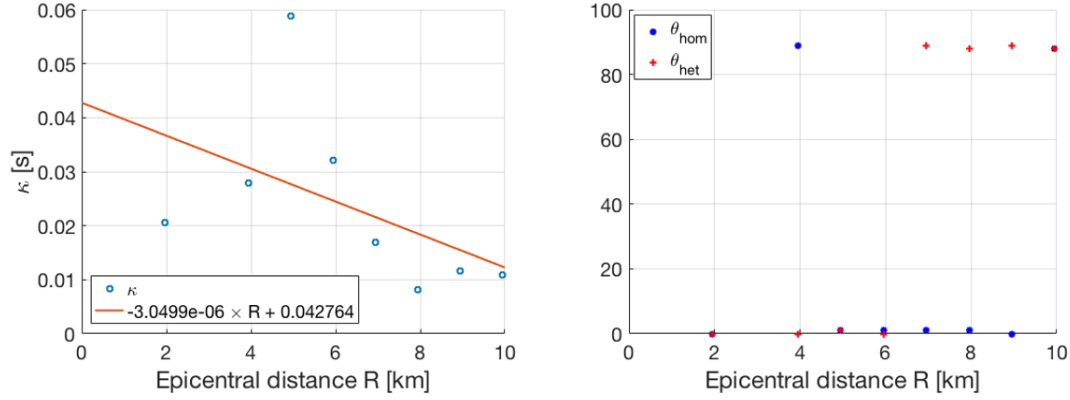 0.06
0.05
0.04
0.03
0.02
0.01
0
κ [s]
κ
-3.0499e-06 × R + 0.042764
0 2 4 6 8 10
Epicentral distance R [km]
100
80
60
40
20
0
θhom
θhet
0 2 4 6 8 10
Epicentral distance R [km]